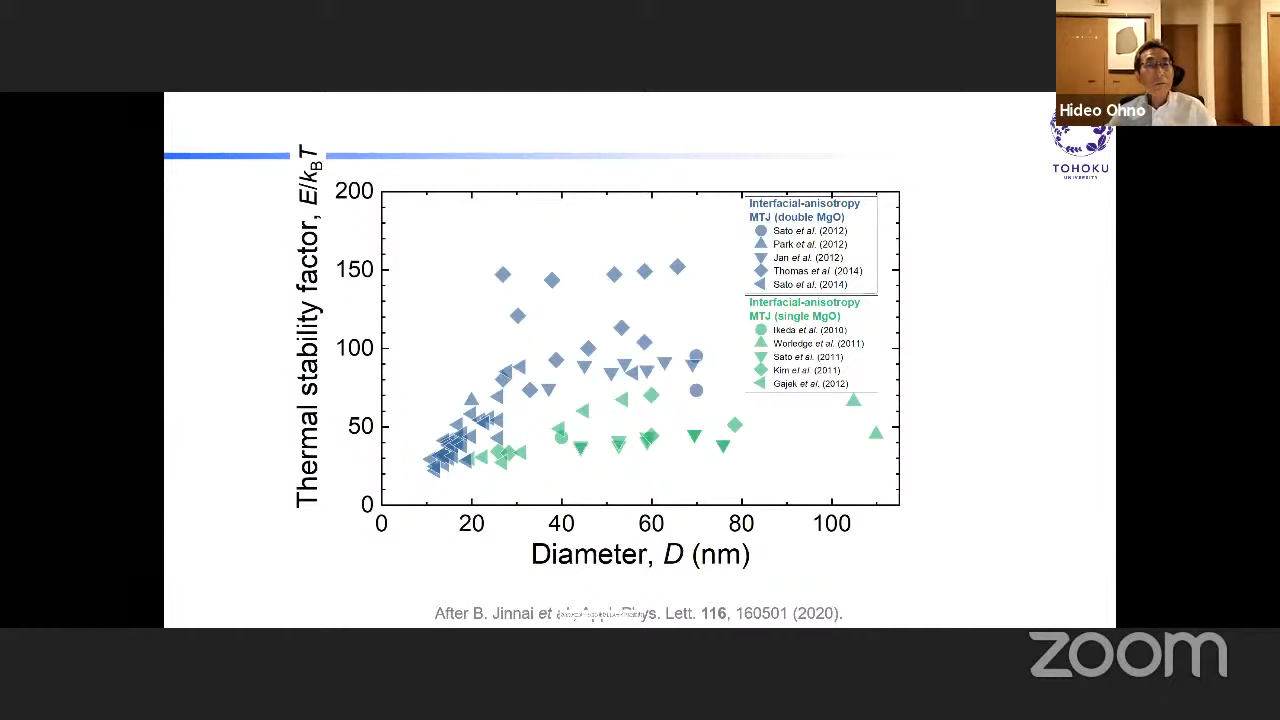 Hideo Ohno
TOHOKU
UNIVERSITY
Thermal stability factor, E/kBT
200
150
100
50
0
0 20 40 60 80 100
Diameter, D (nm)
Interfacial-anisotropy
MTJ (double MgO)
Sato et al. (2012)
Park et al. (2012)
Jan et al. (2012)
Thomas et al. (2014)
Sato et al. (2014)
Interfacial-anisotropy
MTJ (single MgO)
Ikeda et al. (2010)
Worledge et al. (2011)
Sato et al. (2011)
Kim et al. (2011)
Gajek et al. (2012)
After B. Jinnai et Phys. Lett. 116, 160501 (2020).
zoom